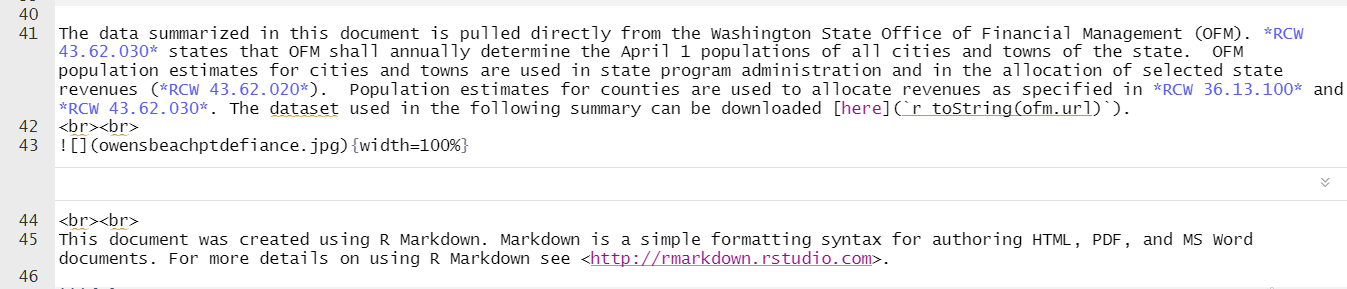 40
41 The data summarized in this document is pulled directly from the Washington State Office of Financial Management (OFM). *RCW
43.62.030* states that OFM shall annually determine the April 1 populations of all cities and towns of the state.  OFM
population estimates for cities and towns are used in state program administration and in the allocation of selected state
revenues (*RCW 43.62.020*).  Population estimates for counties are used to allocate revenues as specified in *RCW 36.13.100* and
*RCW 43.62.030*. The dataset used in the following summary can be downloaded [here](`r toString(ofm.url)`).
42 <br><br>
43 ![](owensbeachptdefiance.jpg){width=100%}
44 <br><br>
45 This document was created using R Markdown. Markdown is a simple formatting syntax for authoring HTML, PDF, and MS Word
documents. For more details on using R Markdown see <http://rmarkdown.rstudio.com>.
46